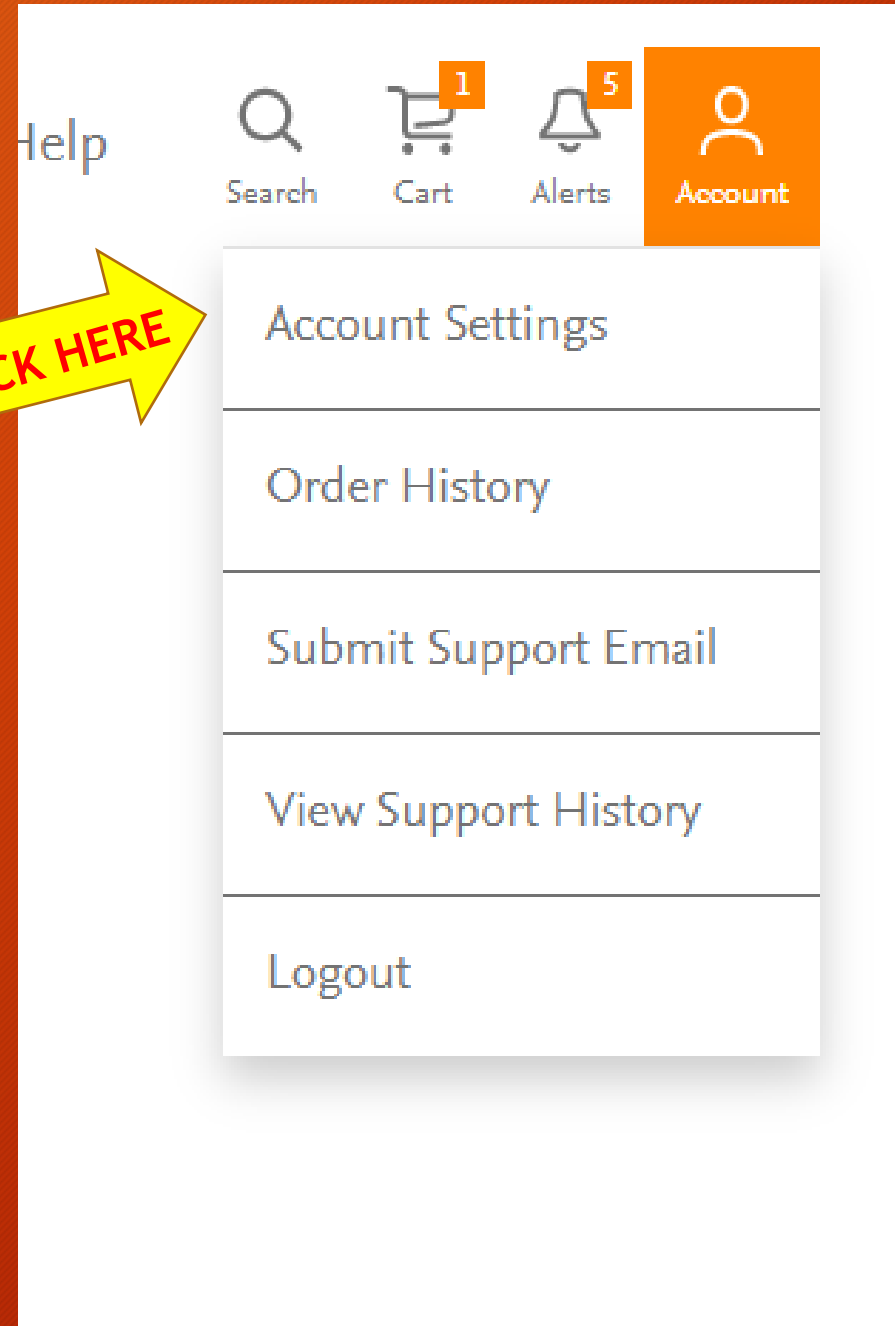 Help
1
5
Search
Cart
Alerts
Account
CK HERE
Account Settings
Order History
Submit Support Email
View Support History
Logout